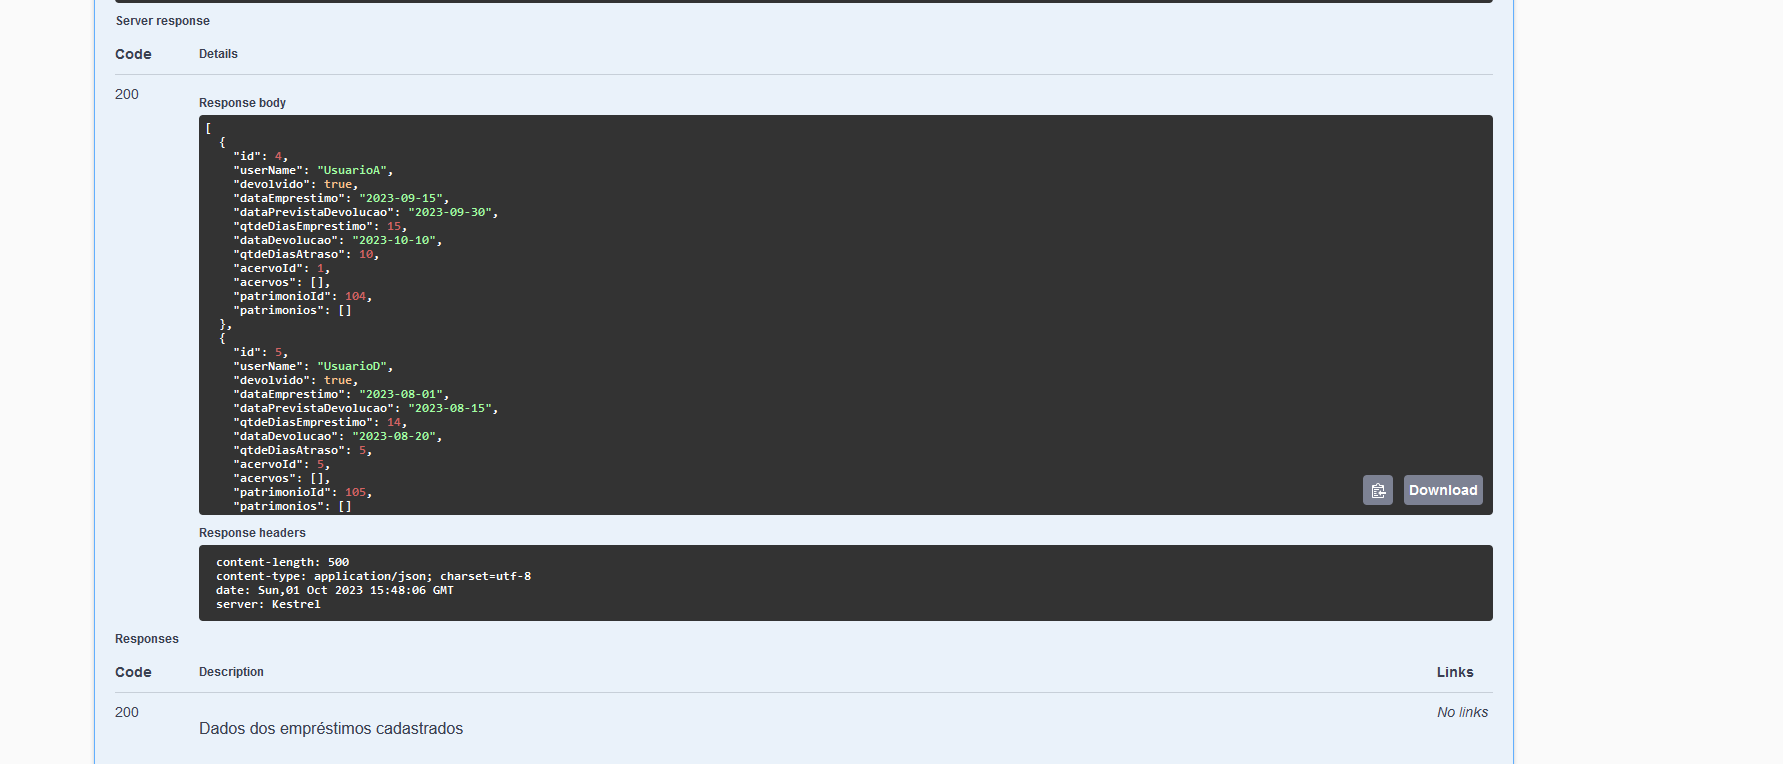 Server response
Code Details
200
Response body
[
  {
    "id": 4,
    "userName": "UsuarioA",
    "devolvido": true,
    "dataEmprestimo": "2023-09-15",
    "dataPrevistaDevolucao": "2023-09-30",
    "qtdeDiasEmprestimo": 15,
    "dataDevolucao": "2023-10-10",
    "qtdeDiasAtraso": 10,
    "acervoId": 1,
    "acervos": [],
    "patrimonioId": 104,
    "patrimonios": []
  },
  {
    "id": 5,
    "userName": "UsuarioD",
    "devolvido": true,
    "dataEmprestimo": "2023-08-01",
    "dataPrevistaDevolucao": "2023-08-15",
    "qtdeDiasEmprestimo": 14,
    "dataDevolucao": "2023-08-20",
    "qtdeDiasAtraso": 5,
    "acervoId": 5,
    "acervos": [],
    "patrimonioId": 105,
    "patrimonios": []
Download
Response headers
content-length: 500
content-type: application/json; charset=utf-8
date: Sun,01 Oct 2023 15:48:06 GMT
server: Kestrel
Responses
Code Description Links
200 No links
Dados dos empréstimos cadastrados